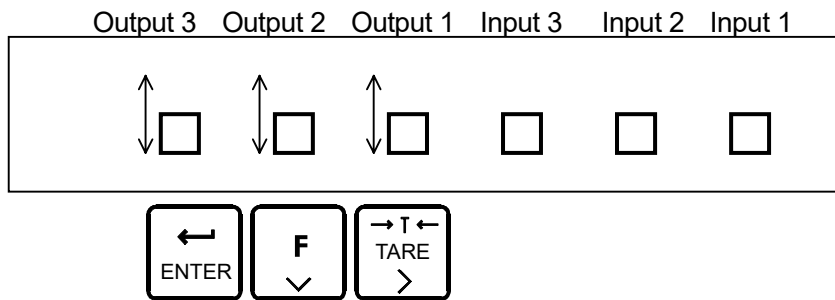 Output 3 Output 2 Output 1 Input 3 Input 2 Input 1
ENTER
F
→ T ←
TARE